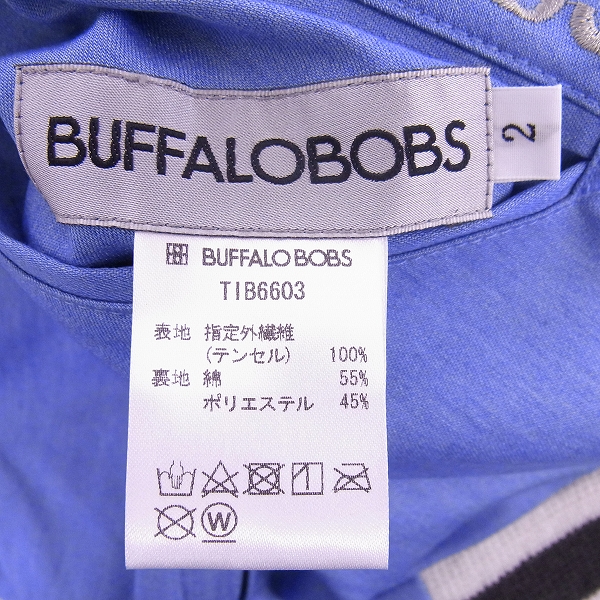 BUFFALOBOBS
2
BUFFALO BOBS
TIB6603
表地 指定外繊維
(テンセル) 100%
裏地 綿 55%
ポリエステル 45%
W